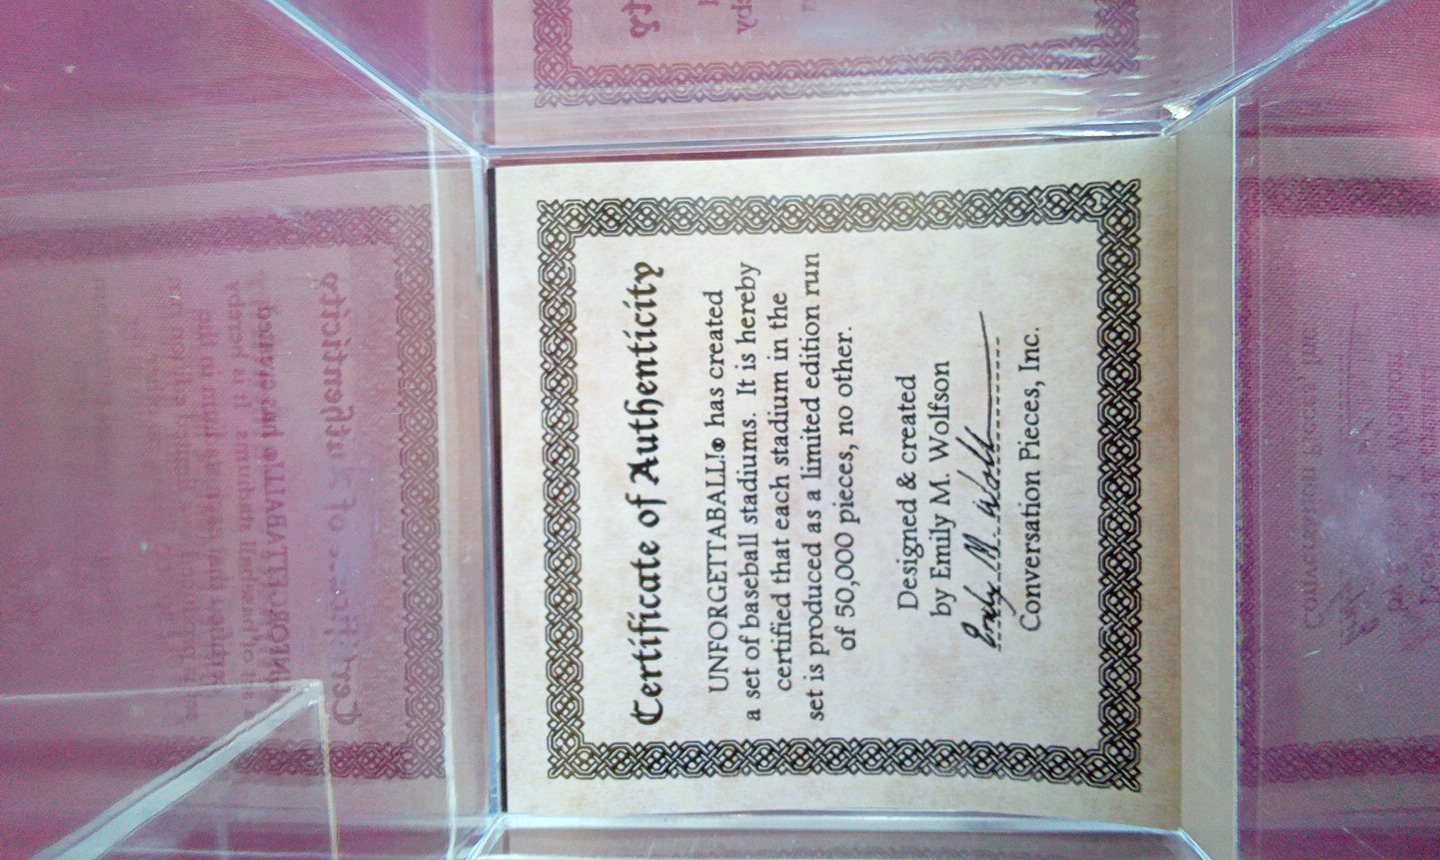 Certificate of Authenticity
UNFORGETTABALL!® has created
a set of baseball stadiums. It is hereby
certified that each stadium in the
set is produced as a limited edition run
of 50,000 pieces, no other.
Designed & created
by Emily M. Wolfson
Emily M. Wolf
Conversation Pieces, Inc.